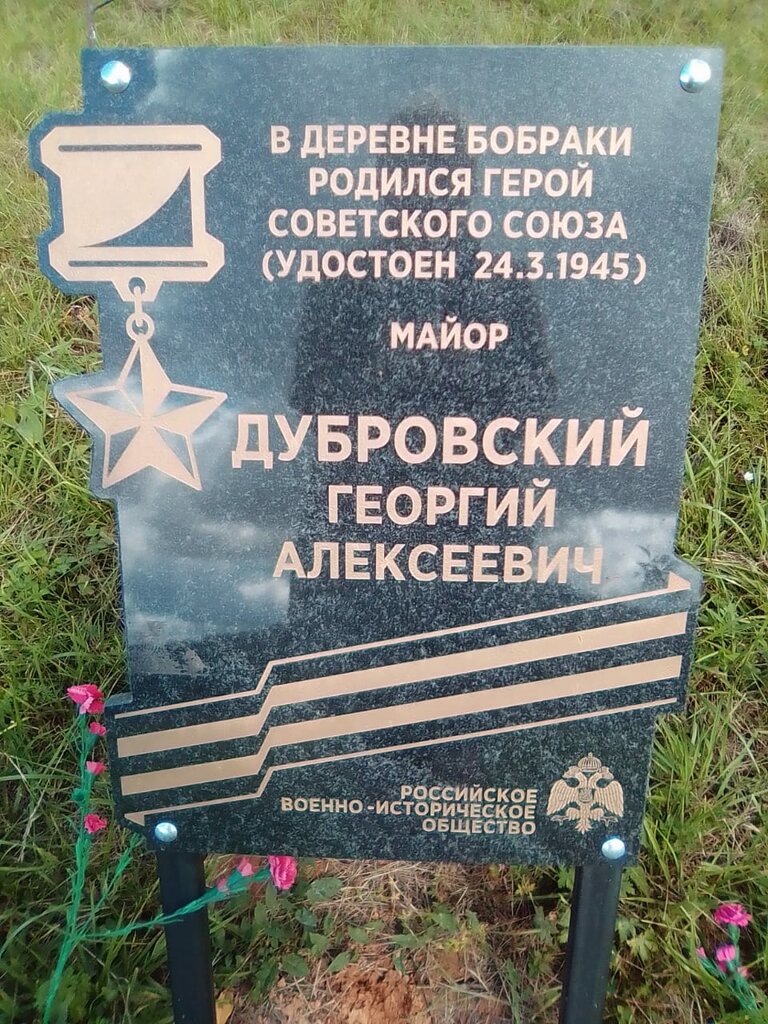 В ДЕРЕВНЕ БОБРАКИ
РОДИЛСЯ ГЕРОЙ
СОВЕТСКОГО СОЮЗА
(УДОСТОЕН 24.3.1945)
МАЙОР
ДУБРОВСКИЙ
ГЕОРГИЙ
АЛЕКСЕЕВИЧ
РОССИЙСКОЕ
ВОЕННО-ИСТОРИЧЕСКОЕ
ОБЩЕСТВО